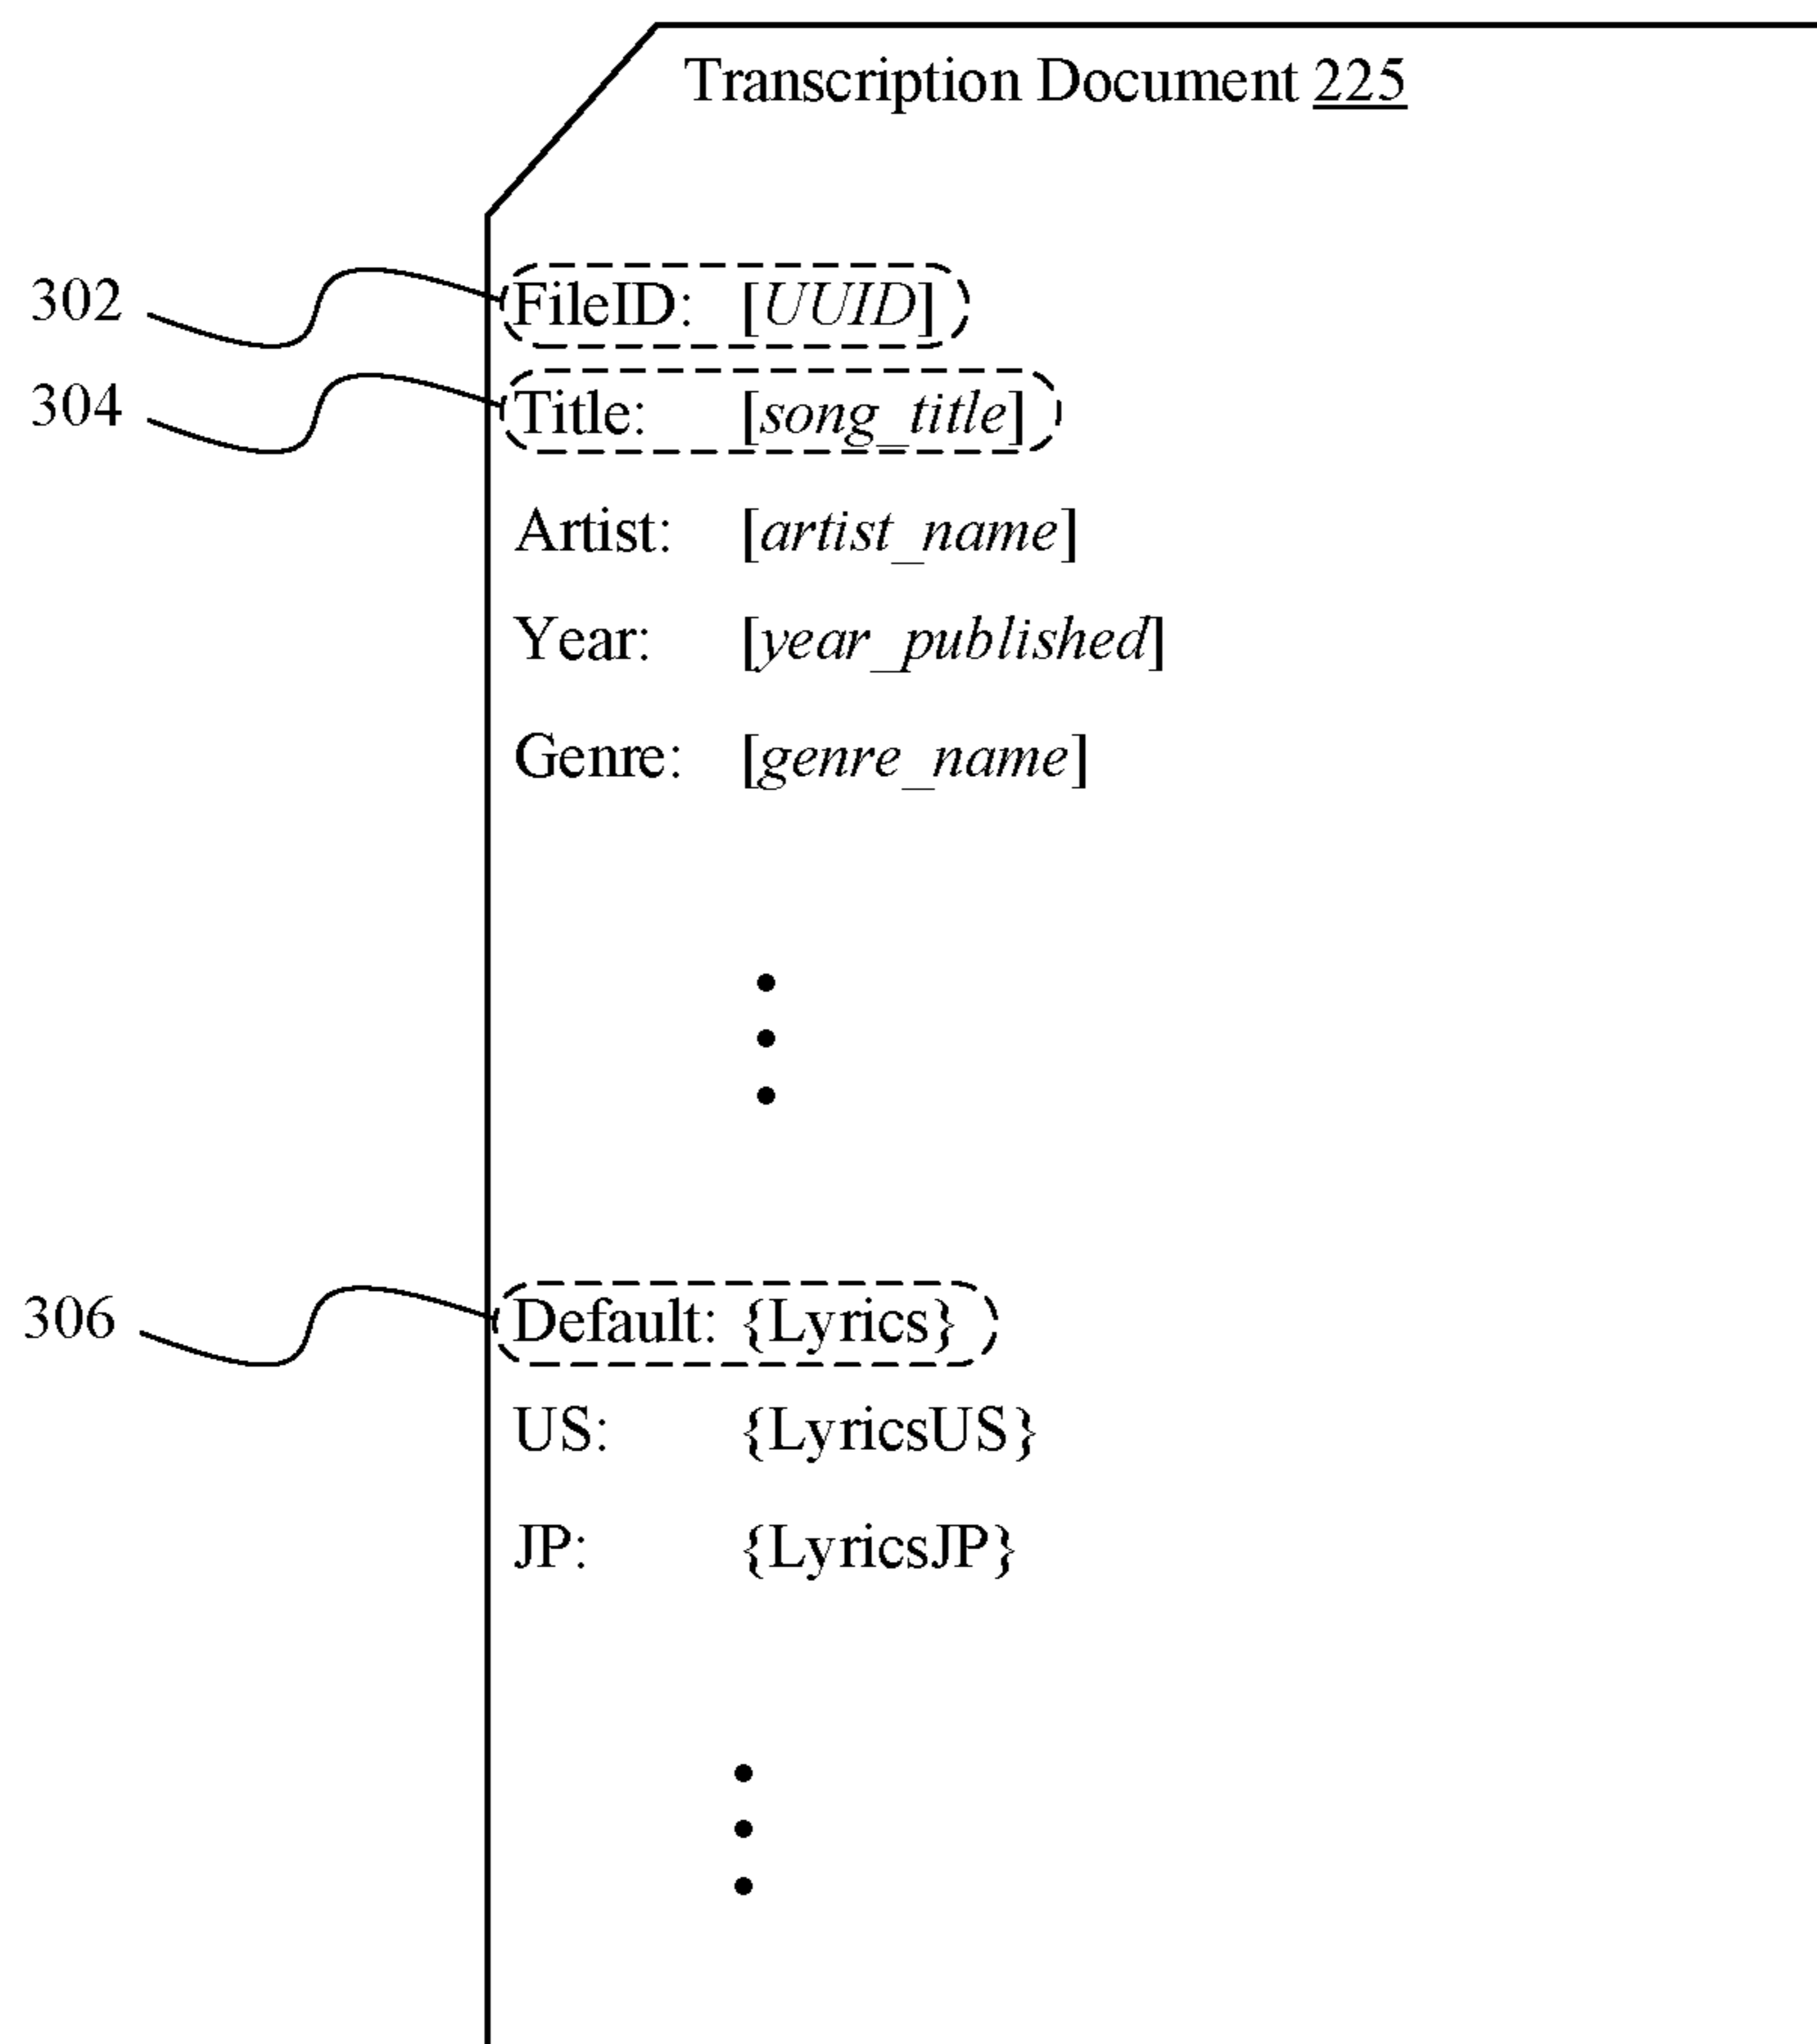 Transcription Document 225
302 FileID: [UUID]
304 Title: [song_title]
Artist: [artist_name]
Year: [year_published]
Genre: [genre_name]
306 Default: {Lyrics}
US: {LyricsUS}
JP: {LyricsJP}